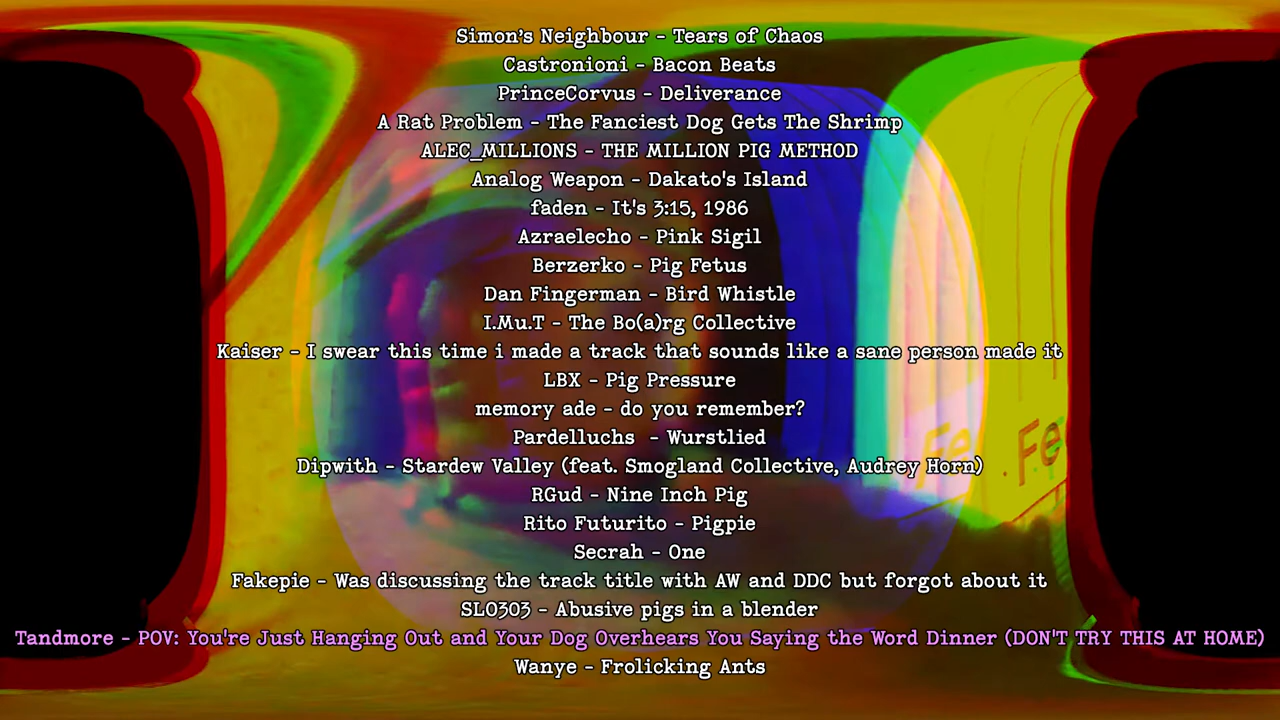 Simon's Neighbour - Tears of Chaos
Castronioni - Bacon Beats
PrinceCorvus - Deliverance
A Rat Problem - The Fanciest Dog Gets The Shrimp
ALEC_MILLIONS - THE MILLION PIG METHOD
Analog Weapon - Dakato's Island
faden - It's 3:15, 1986
Azraelecho - Pink Sigil
Berzerko - Pig Fetus
Dan Fingerman - Bird Whistle
I.Mu.T - The Bo(a)rg Collective
Kaiser - I swear this time i made a track that sounds like a sane person made it
LBX - Pig Pressure
memory ade - do you remember?
Pardelluchs - Wurstlied
Dipwith - Stardew Valley (feat. Smogland Collective, Audrey Horn)
RGud - Nine Inch Pig
Rito Futurito - Pigpie
Secrah - One
Fakepie - Was discussing the track title with AW and DDC but forgot about it
SL0303 - Abusive pigs in a blender
Tandmore - POV: You're Just Hanging Out and Your Dog Overhears You Saying the Word Dinner (DON'T TRY THIS AT HOME)
Wanye - Frolicking Ants